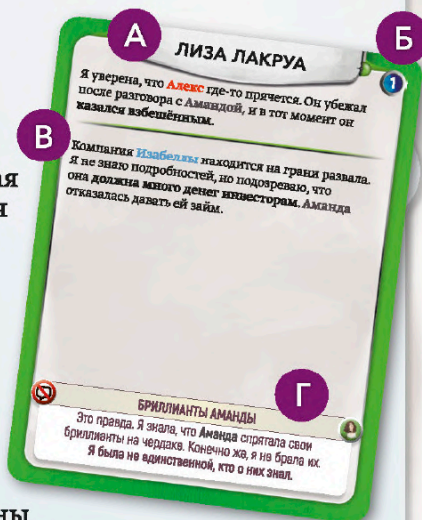 А
Б
ЛИЗА ЛАКРУА
1
Я уверена, что Алекс где-то прячется. Он убежал
после разговора с Амандой, и в тот момент он
казался взбешённым.
В
Компания Изабеллы находится на грани развала.
Я не знаю подробностей, но подозреваю, что
она должна много денег инвесторам. Аманда
отказалась давать ей займ.
ая
я
Г
БРИЛЛИАНТЫ АМАНДЫ
Это правда. Я знала, что Аманда спрятала свои
бриллианты на чердаке. Конечно же, я не брала их.
Я была не единственной, кто о них знал.
ны